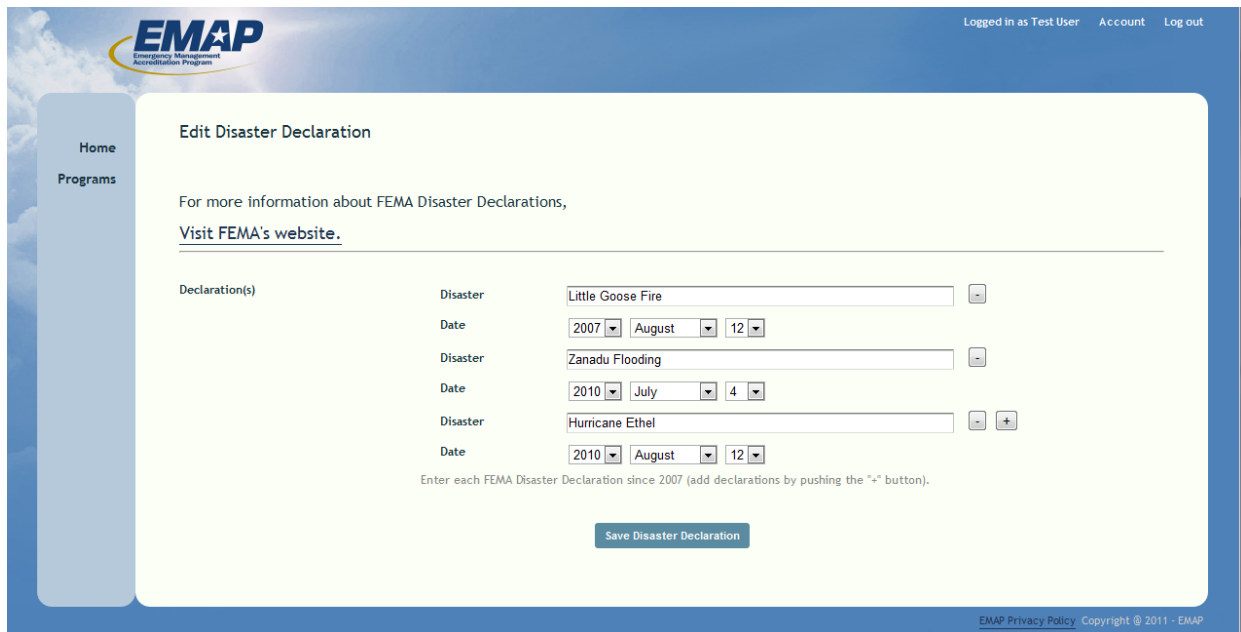 Logged in as Test User Account Log out
EMAP
Emergency Management
Accreditation Program
Home
Programs
Edit Disaster Declaration
For more information about FEMA Disaster Declarations,
Visit FEMA's website.
Declaration(s)
Disaster Little Goose Fire -
Date 2007 August 12
Disaster Zanadu Flooding -
Date 2010 July 4
Disaster Hurricane Ethel - +
Date 2010 August 12
Enter each FEMA Disaster Declaration since 2007 (add declarations by pushing the "+" button).
Save Disaster Declaration
EMAP Privacy Policy Copyright @ 2011 - EMAP